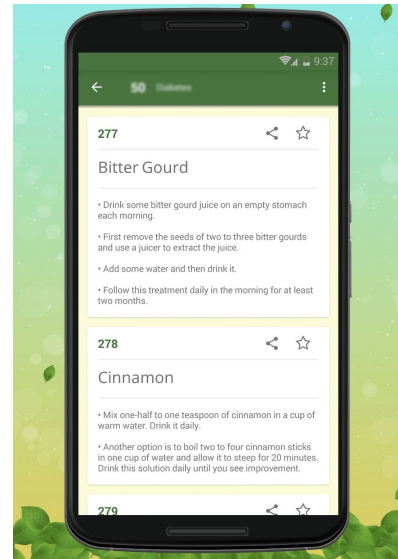 9:37
50 Diabetes
277
Bitter Gourd
• Drink some bitter gourd juice on an empty stomach
each morning.
• First remove the seeds of two to three bitter gourds
and use a juicer to extract the juice.
• Add some water and then drink it.
• Follow this treatment daily in the morning for at least
two months.
278
Cinnamon
• Mix one-half to one teaspoon of cinnamon in a cup of
warm water. Drink it daily.
• Another option is to boil two to four cinnamon sticks
in one cup of water and allow it to steep for 20 minutes.
Drink this solution daily until you see improvement.
279